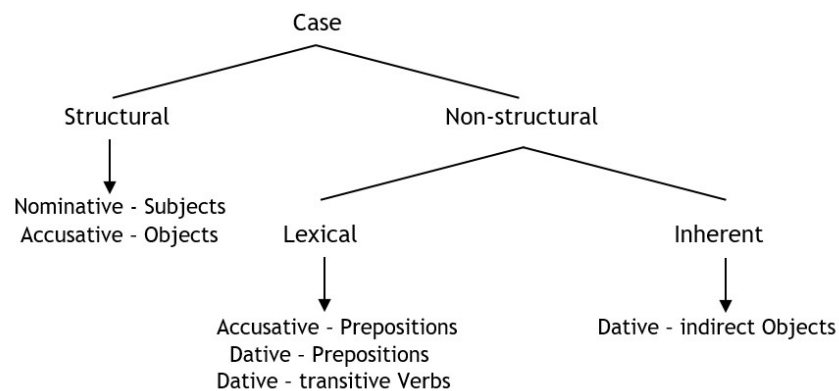 Case
Structural
Non-structural
Nominative - Subjects
Accusative – Objects
Lexical
Inherent
Accusative – Prepositions
Dative – Prepositions
Dative – transitive Verbs
Dative – indirect Objects